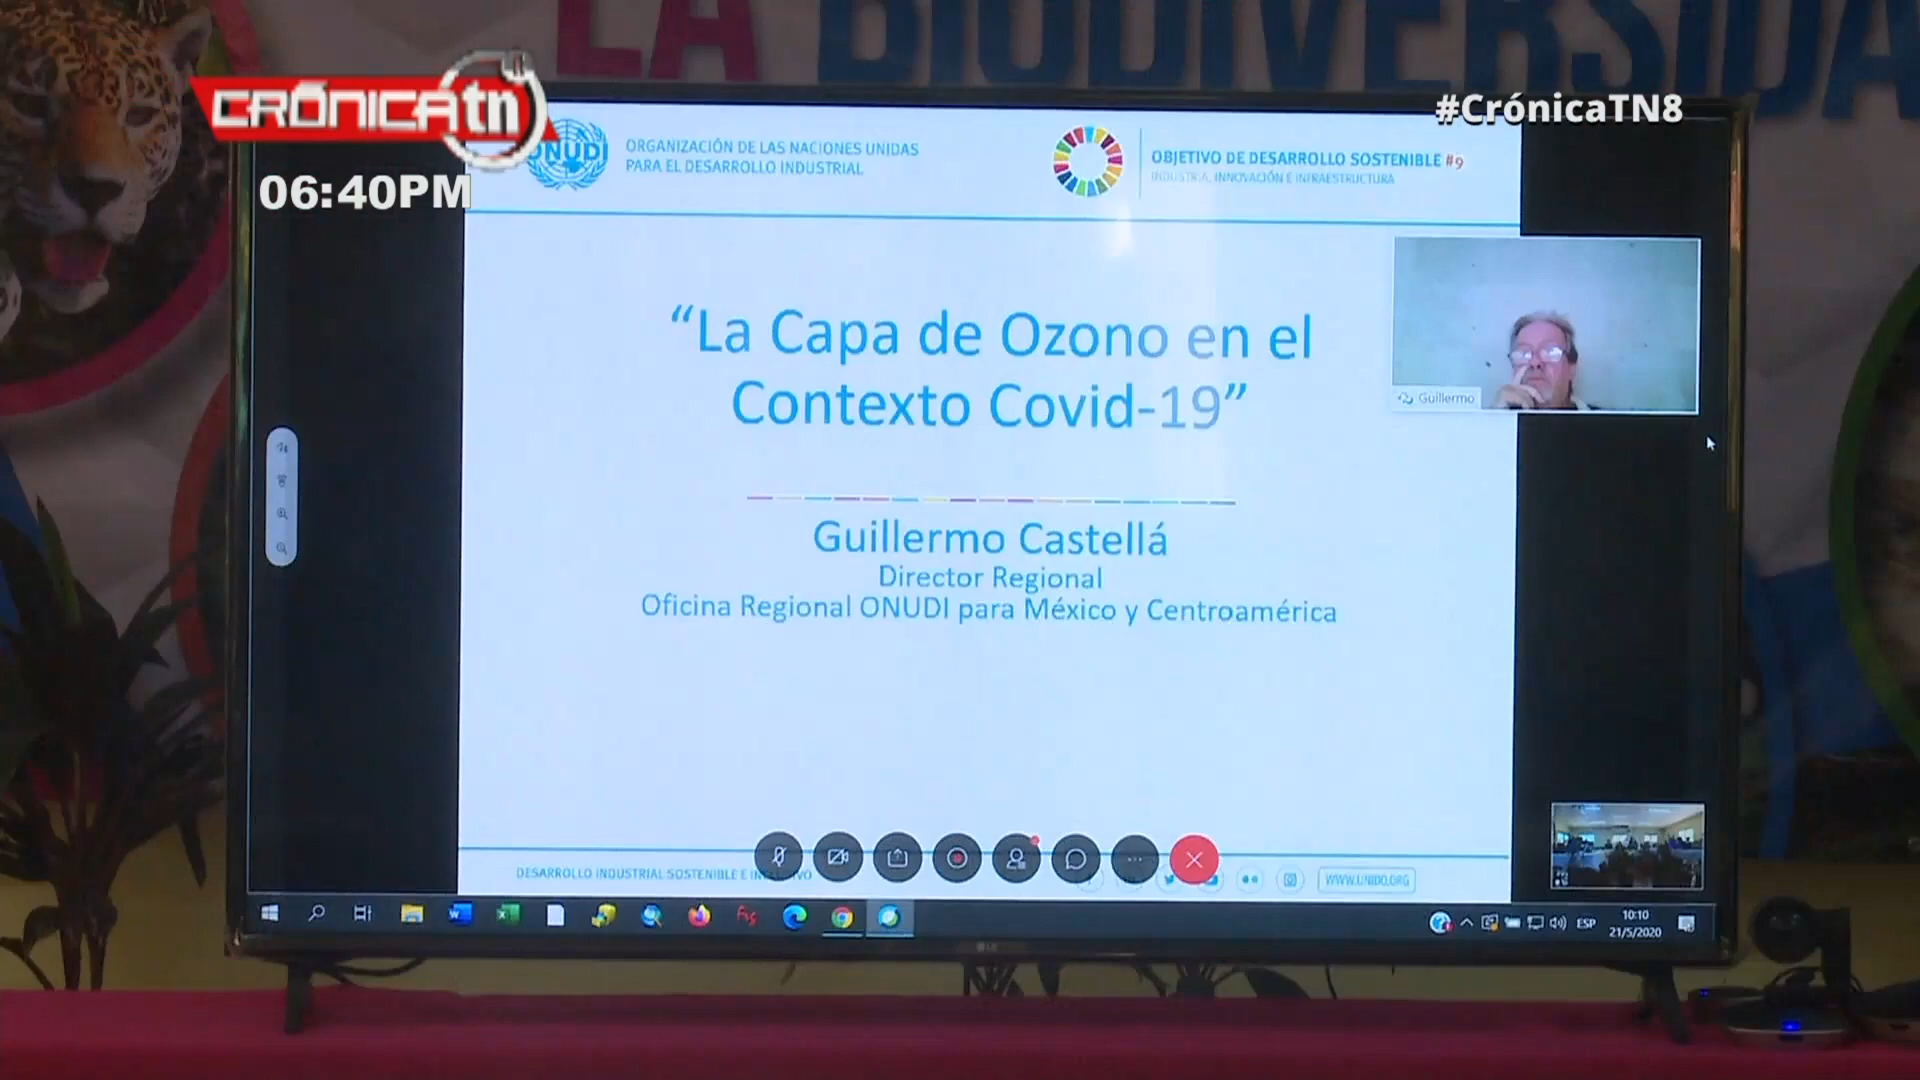 LA BIODIVERSIDA
CRÓNICAtn
#CrónicaTN8
06:40PM
ONUDI
ORGANIZACIÓN DE LAS NACIONES UNIDAS
PARA EL DESARROLLO INDUSTRIAL
OBJETIVO DE DESARROLLO SOSTENIBLE #9
INDUSTRIA, INNOVACIÓN E INFRAESTRUCTURA
“La Capa de Ozono en el
Contexto Covid-19”
Guillermo
Guillermo Castellá
Director Regional
Oficina Regional ONUDI para México y Centroamérica
DESARROLLO INDUSTRIAL SOSTENIBLE E
WWW.UNIDO.ORG
ESP
10:10
21/5/2020
LG